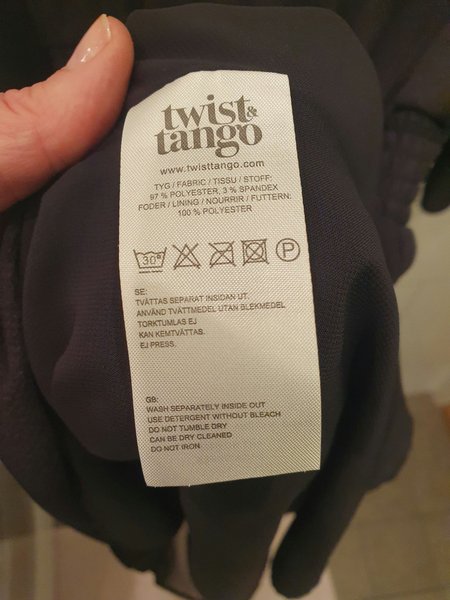 twist &
tango
www.twisttango.com
TYG / FABRIC / TISSU / STOFF:
97 % POLYESTER, 3 % SPANDEX
FODER / LINING / NOURRIR / FUTTERN:
100 % POLYESTER
30° P
SE:
TVÄTTAS SEPARAT INSIDAN UT.
ANVÄND TVÄTTMEDEL UTAN BLEKMEDEL
TORKTUMLAS EJ
KAN KEMTVÄTTAS.
EJ PRESS.
GB:
WASH SEPARATELY INSIDE OUT
USE DETERGENT WITHOUT BLEACH
DO NOT TUMBLE DRY
CAN BE DRY CLEANED
DO NOT IRON.